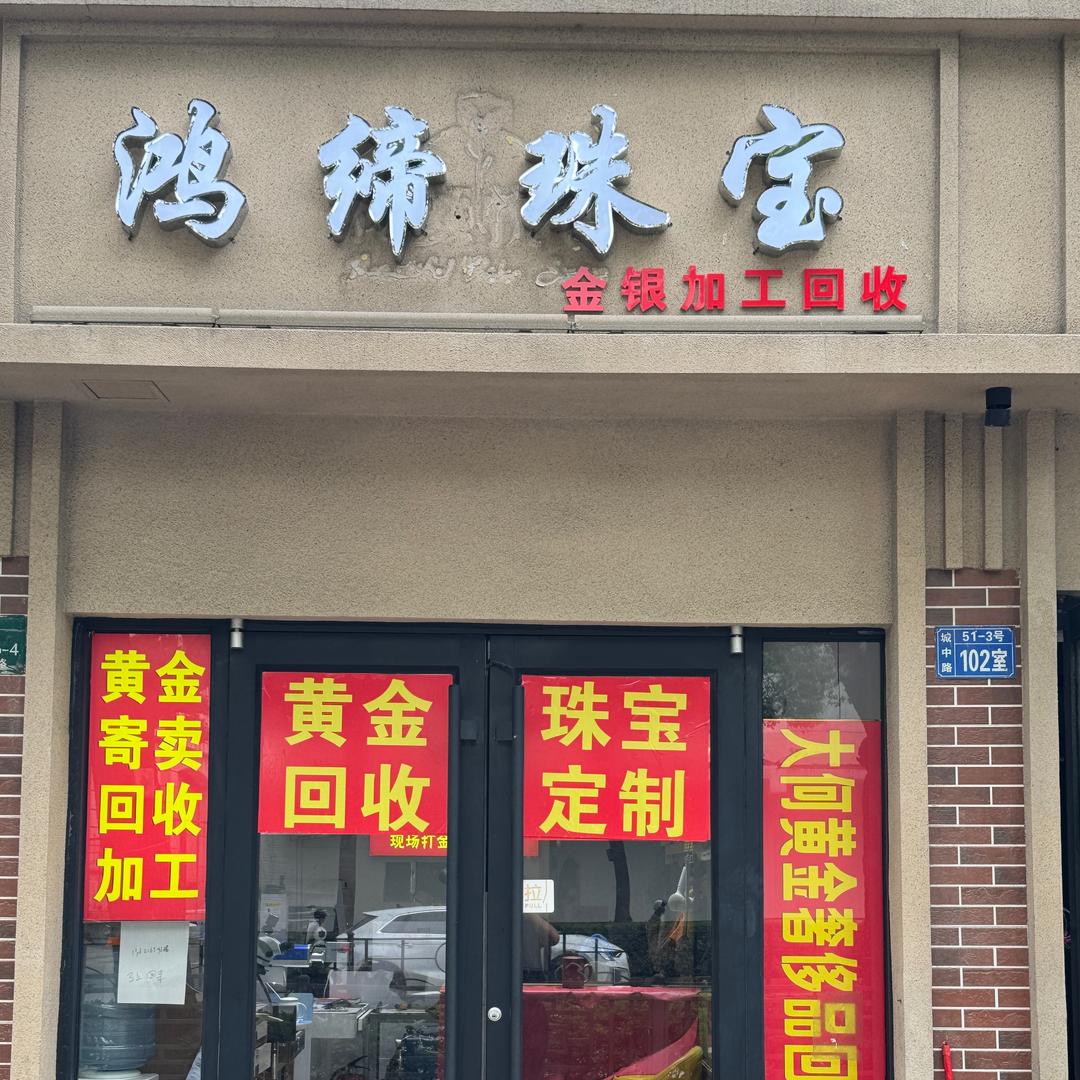 鸿缔珠宝
金银加工回收
黄金
寄卖
回收
加工
黄金
回收
现场打金
珠宝
定制
拉
PULL
大何黄金奢侈品回
城中路
51-3号
102室
-4